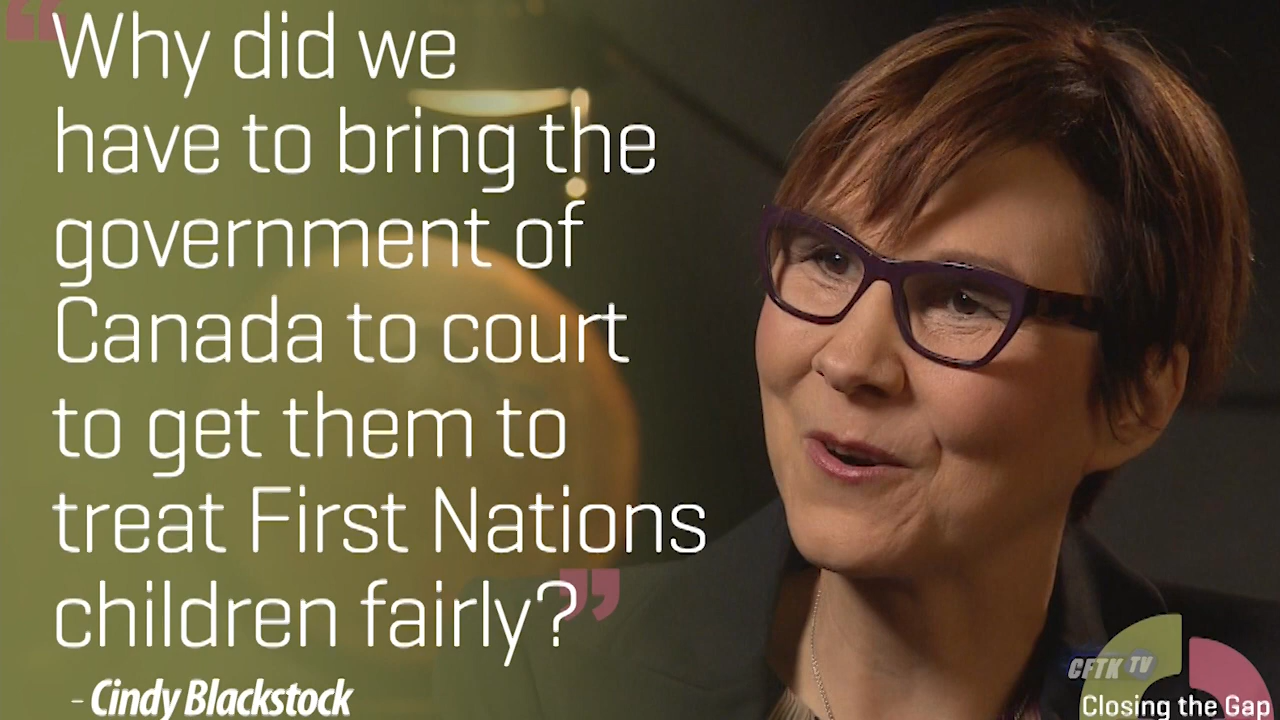 “Why did we
have to bring the
government of
Canada to court
to get them to
treat First Nations
children fairly?”
- Cindy Blackstock
CFTK TV
Closing the Gap